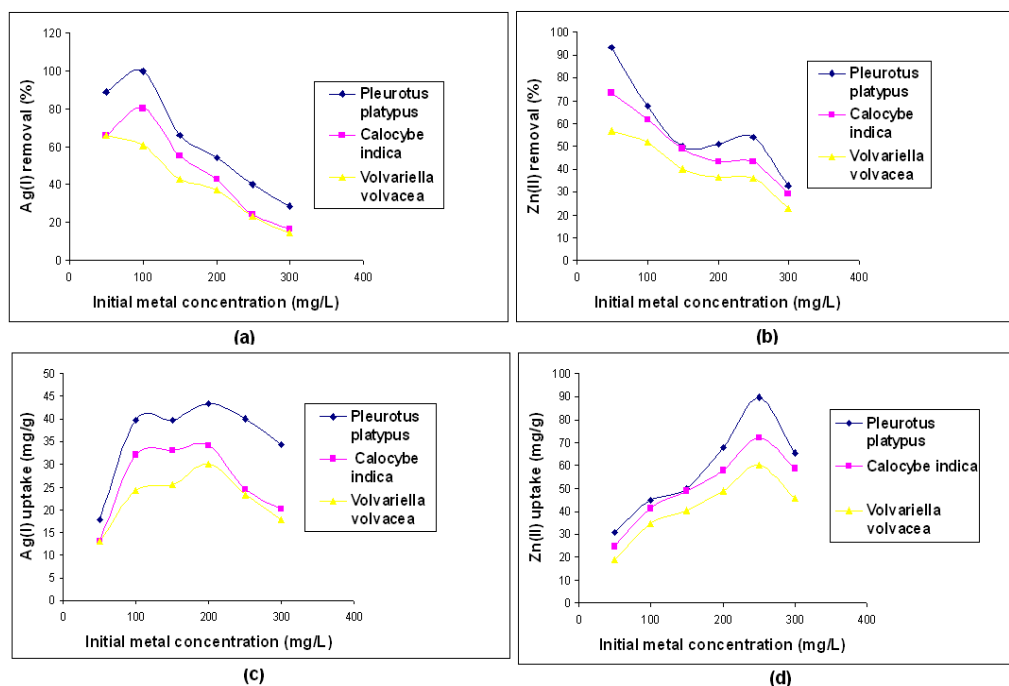 120
100
80
60
40
20
0
0 100 200 300 400
Ag(I) removal (%)
Initial metal concentration (mg/L)
Pleurotus
platypus
Calocybe
indica
Volvariella
volvacea
(a)
100
90
80
70
60
50
40
30
20
10
0
0 100 200 300 400
Zn(II) removal (%)
Initial metal concentration (mg/L)
Pleurotus
platypus
Calocybe
indica
Volvariella
volvacea
(b)
50
45
40
35
30
25
20
15
10
5
0
0 100 200 300 400
Ag(I) uptake (mg/g)
Initial metal concentration (mg/L)
Pleurotus
platypus
Calocybe
indica
Volvariella
volvacea
(c)
100
90
80
70
60
50
40
30
20
10
0
0 100 200 300 400
Zn(II) uptake (mg/g)
Initial metal concentration (mg/L)
Pleurotus
platypus
Calocybe indica
Volvariella
volvacea
(d)